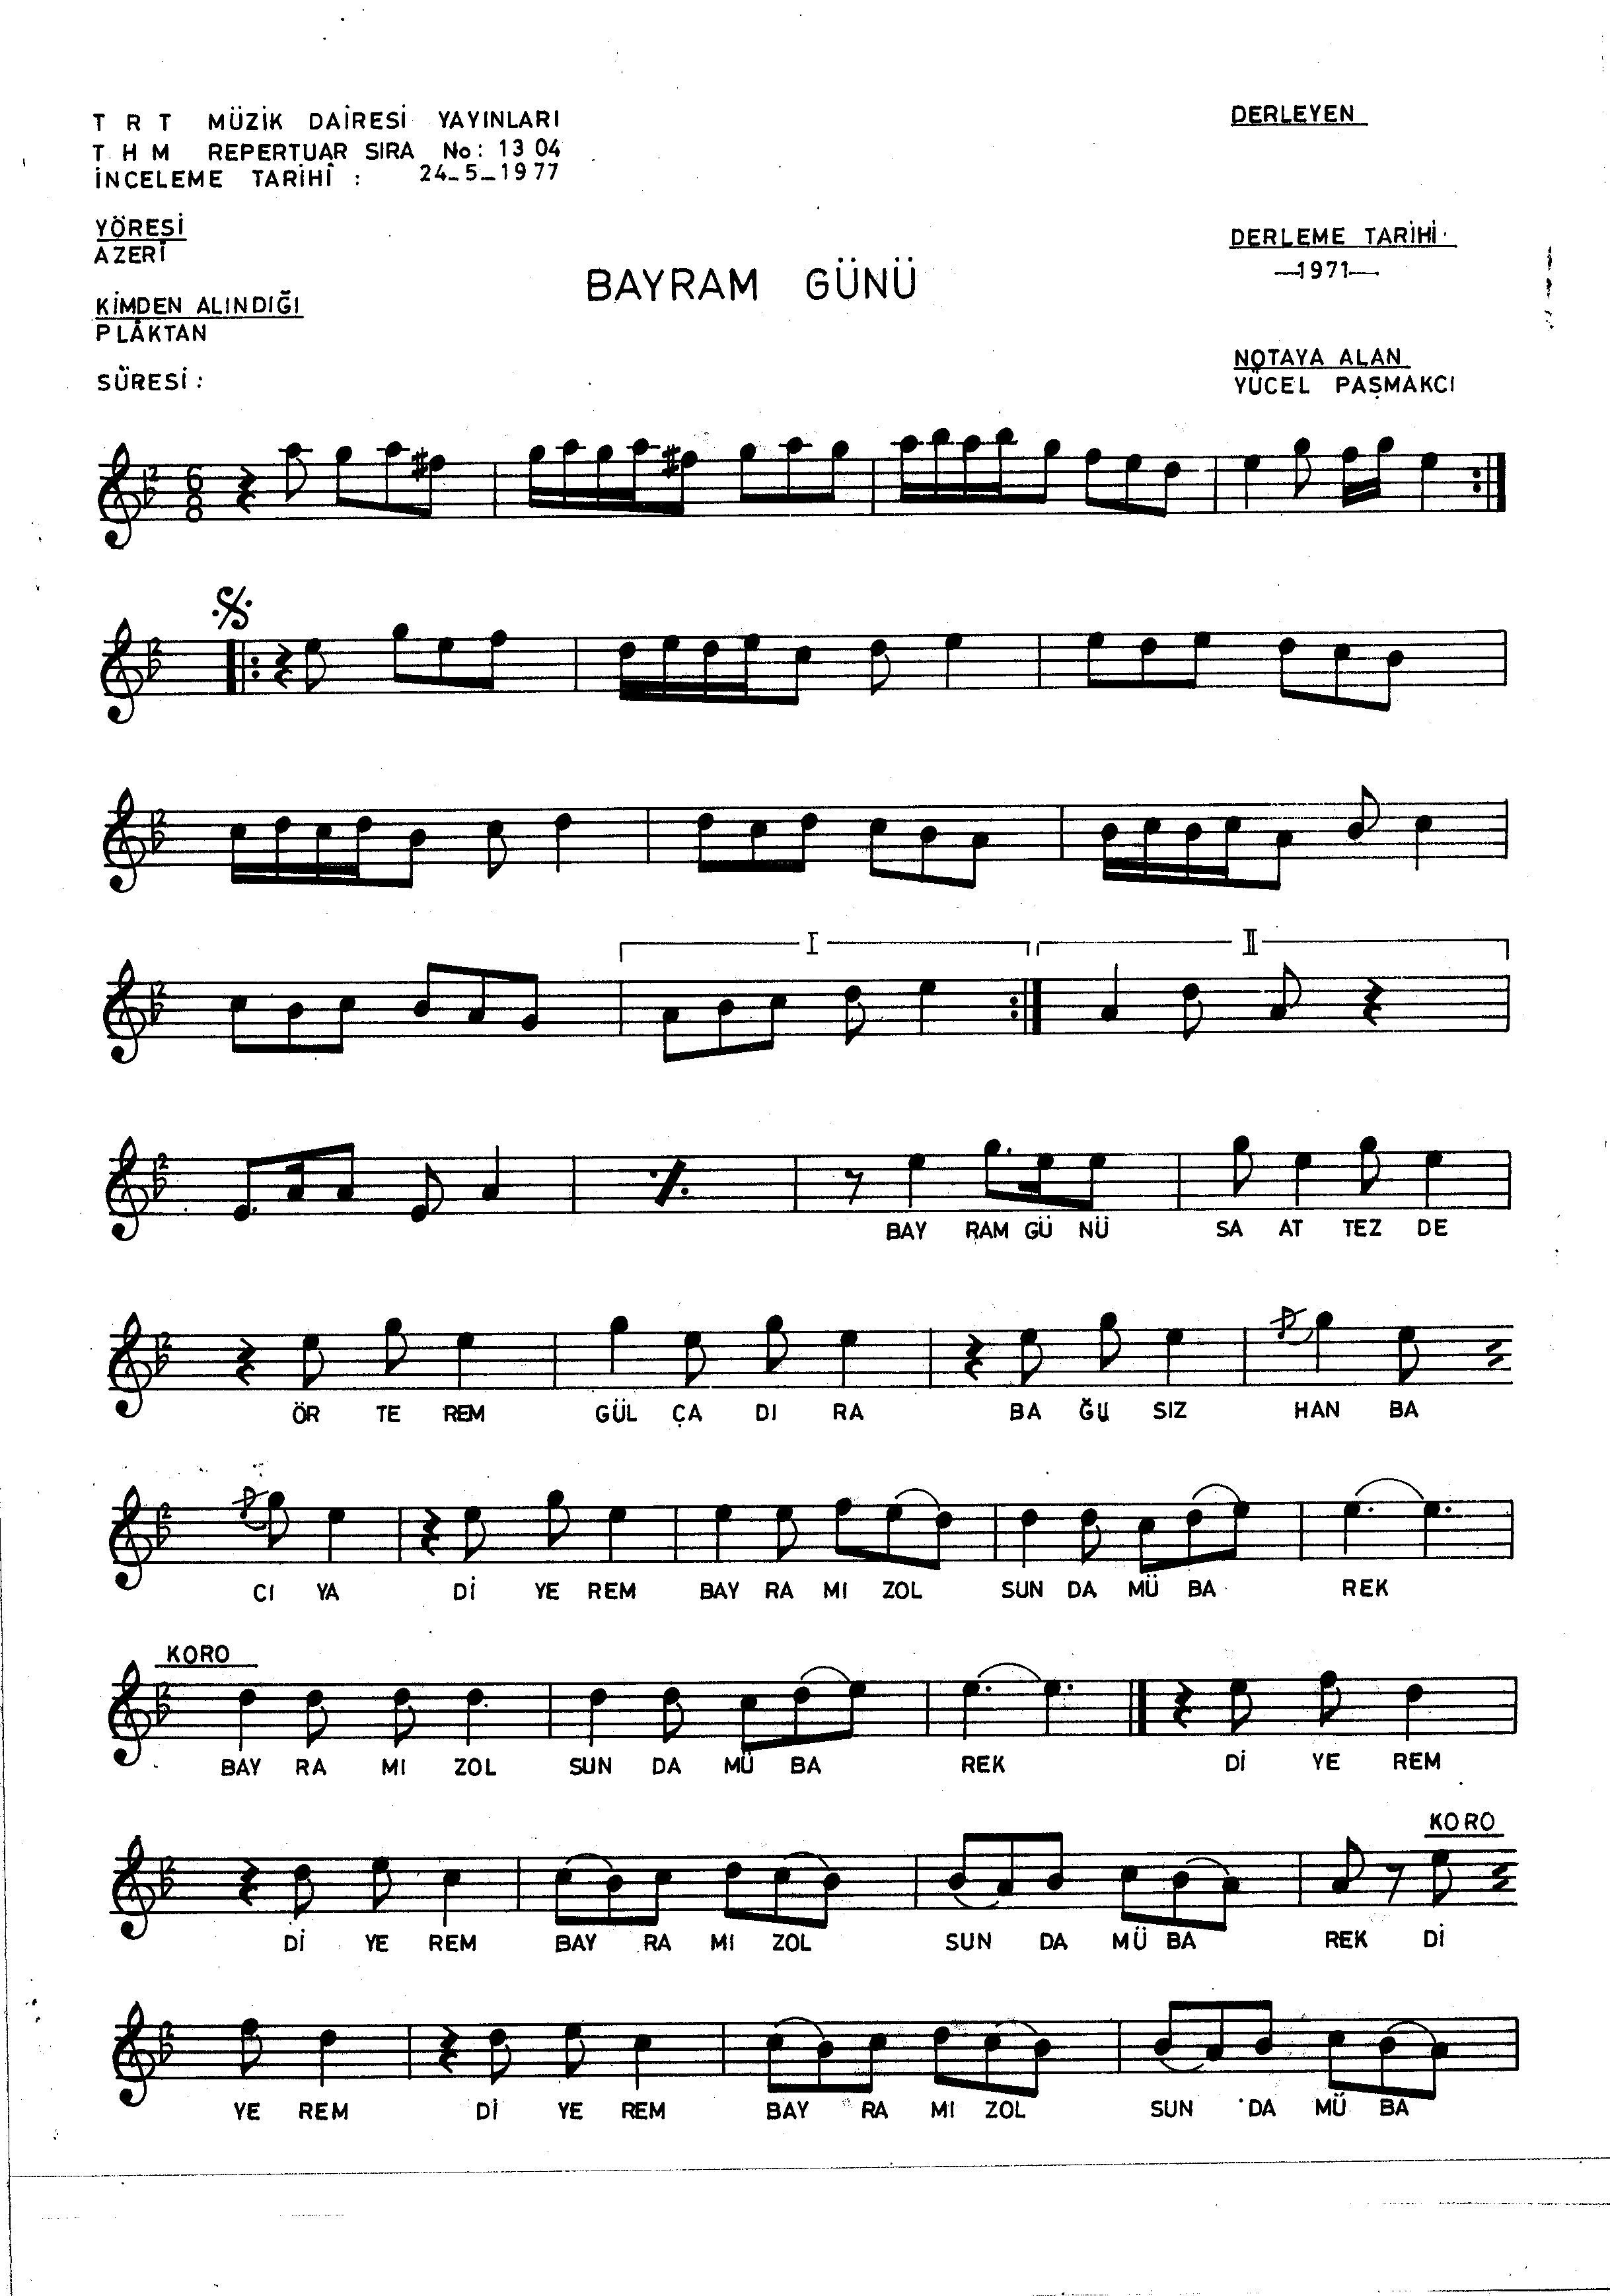 T R T MÜZİK DAİRESİ YAYINLARI
T H M REPERTUAR SIRA No: 13 04
İNCELEME TARİHİ : 24-5-1977
DERLEYEN
YÖRESİ
AZERİ
DERLEME TARİHİ
—1971—
BAYRAM GÜNÜ
KİMDEN ALINDIĞI
PLÂKTAN
NOTAYA ALAN
YÜCEL PAŞMAKCI
SÜRESİ :
6
8
I II
BAY RAM GÜ NÜ SA AT TEZ DE
ÖR TE REM GÜL ÇA DI RA BA ĞU SIZ HAN BA
CI YA Dİ YE REM BAY RA MI ZOL SUN DA MÜ BA REK
KORO
BAY RA MI ZOL SUN DA MÜ BA REK Dİ YE REM
KORO
Dİ YE REM BAY RA MI ZOL SUN DA MÜ BA REK Dİ
YE REM Dİ YE REM BAY RA MI ZOL SUN DA MÜ BA